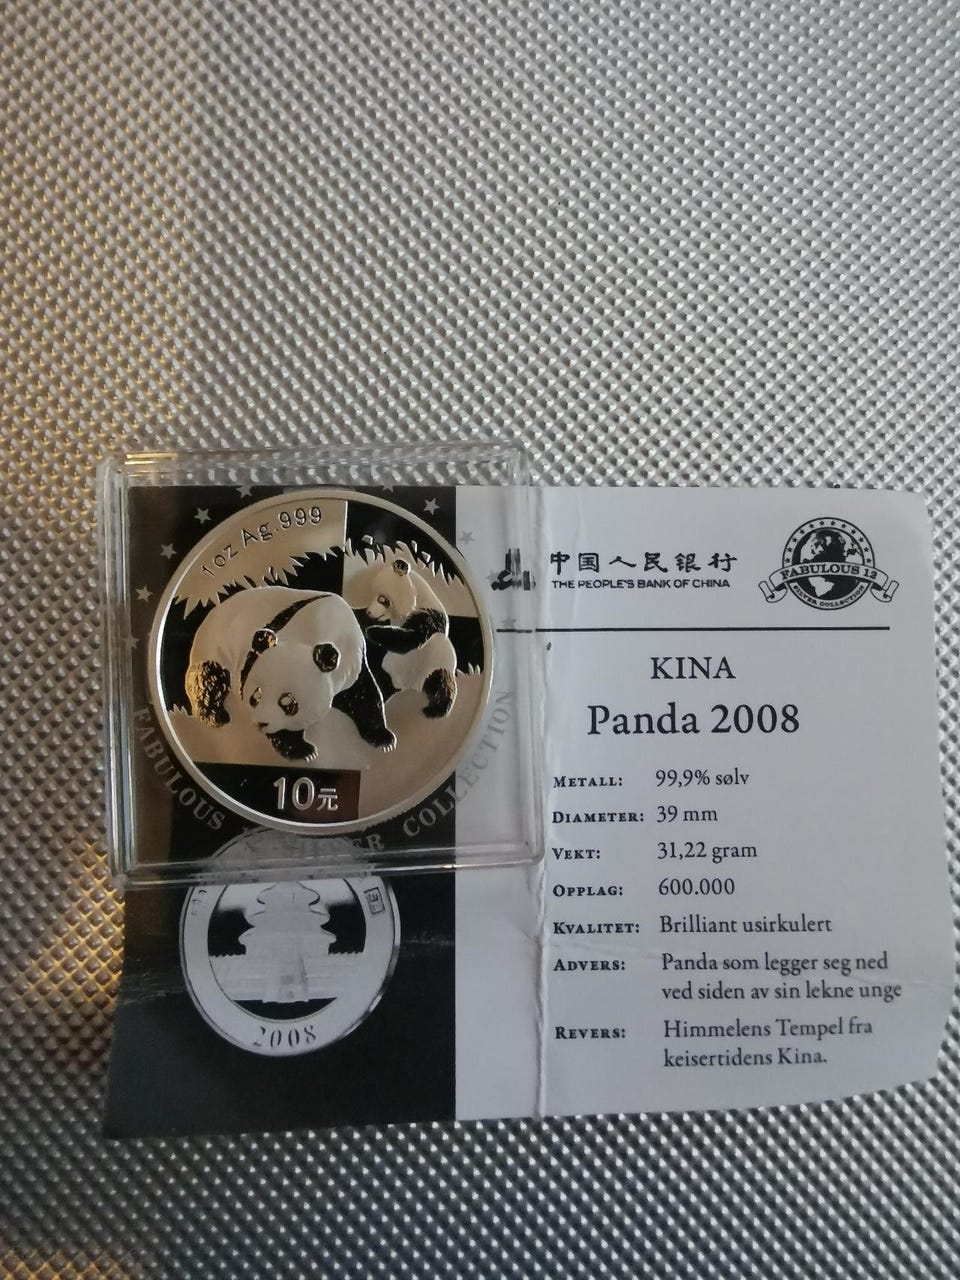 1oz Ag.999
10元
FABULOUS
SILVER COLLECTION
2008
中国人民银行
THE PEOPLE'S BANK OF CHINA
FABULOUS 12
SILVER COLLECTION
KINA
Panda 2008
METALL: 99,9% sølv
DIAMETER: 39 mm
VEKT: 31,22 gram
OPPLAG: 600.000
KVALITET: Brilliant usirkulert
ADVERS: Panda som legger seg ned
ved siden av sin lekne unge
REVERS: Himmelens Tempel fra
keisertidens Kina.